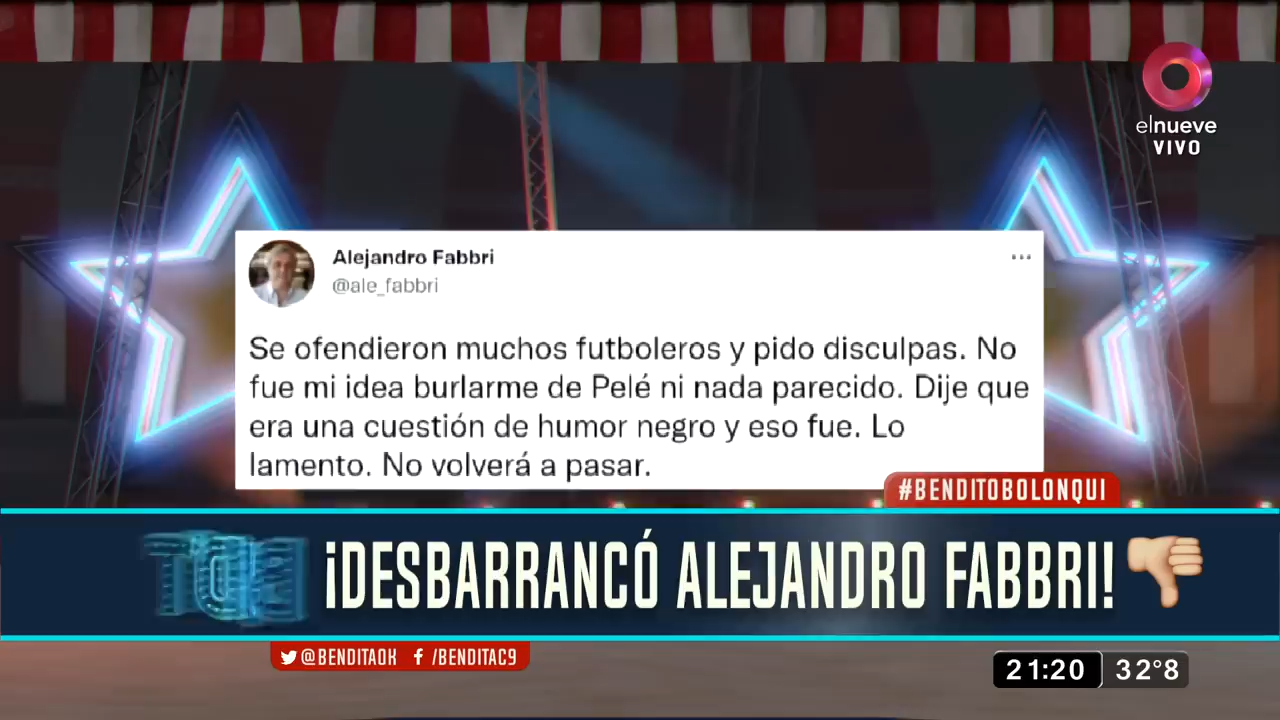 elnueve
VIVO
Alejandro Fabbri
@ale_fabbri
Se ofendieron muchos futboleros y pido disculpas. No
fue mi idea burlarme de Pelé ni nada parecido. Dije que
era una cuestión de humor negro y eso fue. Lo
lamento. No volverá a pasar.
#BENDITOBOLONQUI
¡DESBARRANCÓ ALEJANDRO FABBRI!
@BENDITAOK /BENDITAC9
21:20 32°8